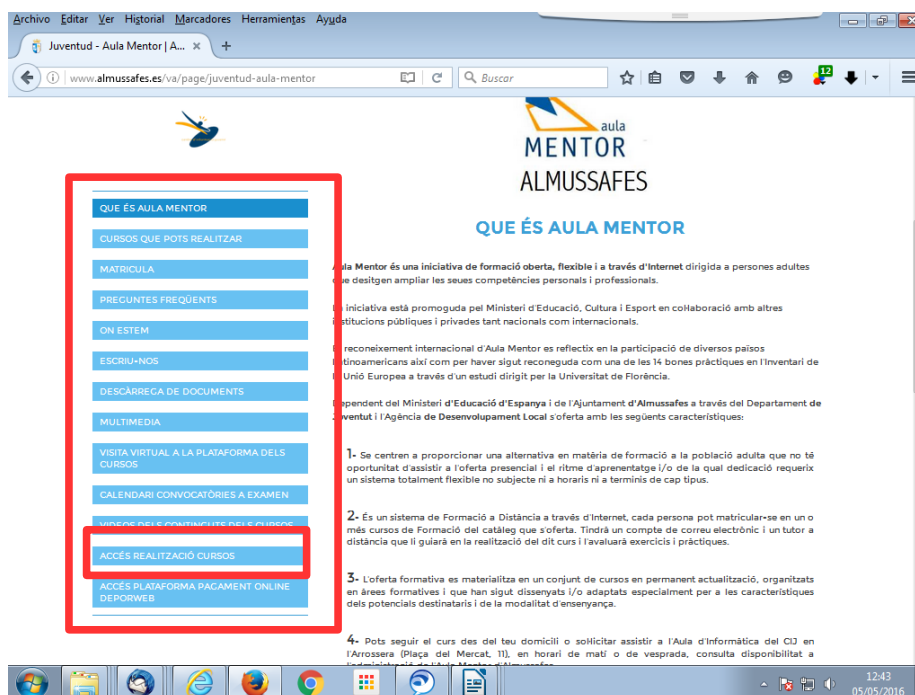 Archivo Editar Ver Historial Marcadores Herramientas Ayuda
Juventud - Aula Mentor | A... × +
www.almussafes.es/va/page/juventud-aula-mentor
Buscar
12
aula
MENTOR
ALMUSSAFES
QUE ÉS AULA MENTOR
CURSOS QUE POTS REALITZAR
MATRICULA
PREGUNTES FREQÜENTS
ON ESTEM
ESCRIU-NOS
DESCÀRREGA DE DOCUMENTS
MULTIMEDIA
VISITA VIRTUAL A LA PLATAFORMA DELS
CURSOS
CALENDARI CONVOCATÒRIES A EXAMEN
VIDEOS DELS CONTINGUTS DELS CURSOS
ACCÉS REALITZACIÓ CURSOS
ACCÉS PLATAFORMA PAGAMENT ONLINE
DEPORWEB
QUE ÉS AULA MENTOR
Aula Mentor és una iniciativa de formació oberta, flexible i a través d'Internet dirigida a persones adultes
que desitgen ampliar les seues competències personals i professionals.
iniciativa està promoguda pel Ministeri d'Educació, Cultura i Esport en col·laboració amb altres
institucions públiques i privades tant nacionals com internacionals.
reconeixement internacional d'Aula Mentor es reflectix en la participació de diversos països
llatinoamericans així com per haver sigut reconeguda com una de les 14 bones pràctiques en l'Inventari de
la Unió Europea a través d'un estudi dirigit per la Universitat de Florència.
Dependent del Ministeri d'Educació d'Espanya i de l'Ajuntament d'Almussafes a través del Departament de
Joventut i l'Agència de Desenvolupament Local s'oferta amb les següents característiques:
1- Se centren a proporcionar una alternativa en matèria de formació a la població adulta que no té
oportunitat d'assistir a l'oferta presencial i el ritme d'aprenentatge i/o de la qual dedicació requerix
un sistema totalment flexible no subjecte ni a horaris ni a terminis de cap tipus.
2- És un sistema de Formació a Distància a través d'Internet, cada persona pot matricular-se en un o
més cursos de Formació del catàleg que s'oferta. Tindrà un compte de correu electrònic i un tutor a
distància que li guiarà en la realització del dit curs i l'avaluarà exercicis i pràctiques.
3- L'oferta formativa es materialitza en un conjunt de cursos en permanent actualització, organitzats
en àrees formatives i que han sigut dissenyats i/o adaptats especialment per a les característiques
dels potencials destinataris i de la modalitat d'ensenyança.
4- Pots seguir el curs des del teu domicili o sol·licitar assistir a l'Aula d'Informàtica del CIJ en
l'Arrossera (Plaça del Mercat, 11), en horari de matí o de vesprada, consulta disponibilitat a
l'administració de l'Aula Mentor d'Almussafes.
12:43
05/05/2016